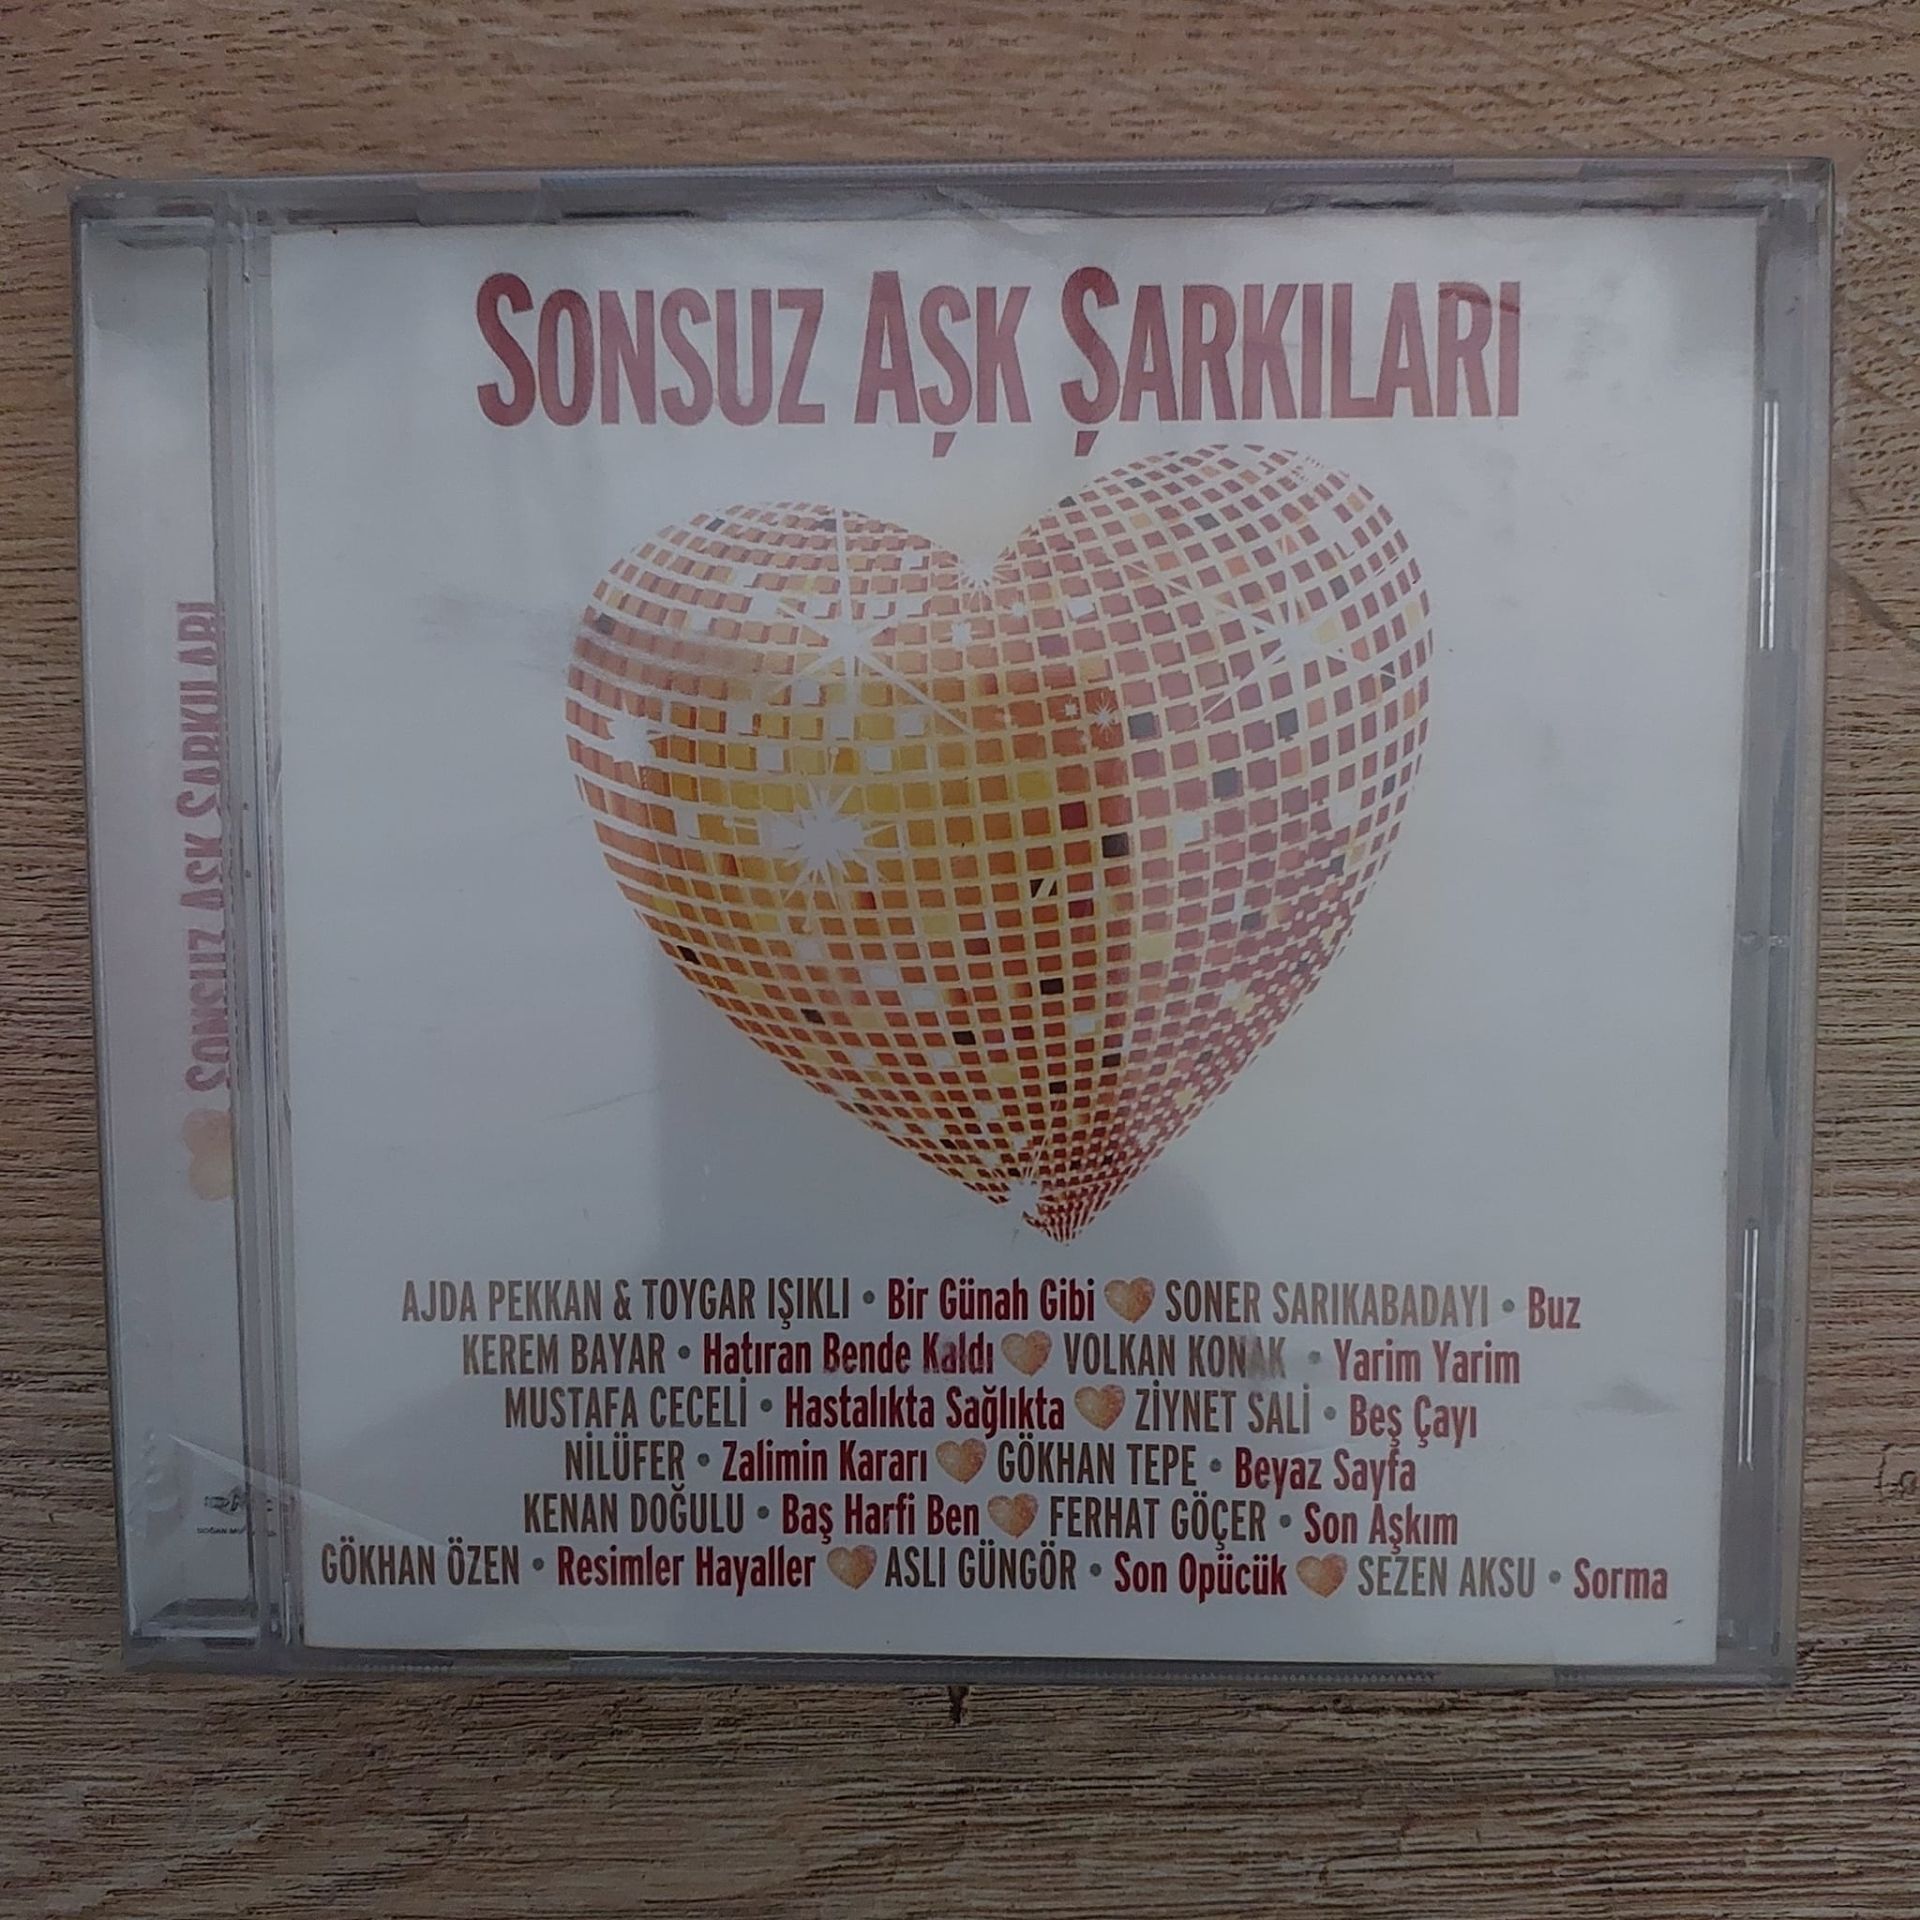 SONSUZ AŞK ŞARKILARI
SONSUZ AŞK ŞARKILARI
AJDA PEKKAN & TOYGAR IŞIKLI • Bir Günah Gibi SONER SARIKABADAYI • Buz
KEREM BAYAR • Hatıran Bende Kaldı VOLKAN KONAK • Yarim Yarim
MUSTAFA CECELİ • Hastalıkta Sağlıkta ZİYNET SALİ • Beş Çayı
NİLÜFER • Zalimin Kararı GÖKHAN TEPE • Beyaz Sayfa
KENAN DOĞULU • Baş Harfi Ben FERHAT GÖÇER • Son Aşkım
GÖKHAN ÖZEN • Resimler Hayaller ASLI GÜNGÖR • Son Opücük SEZEN AKSU • Sorma